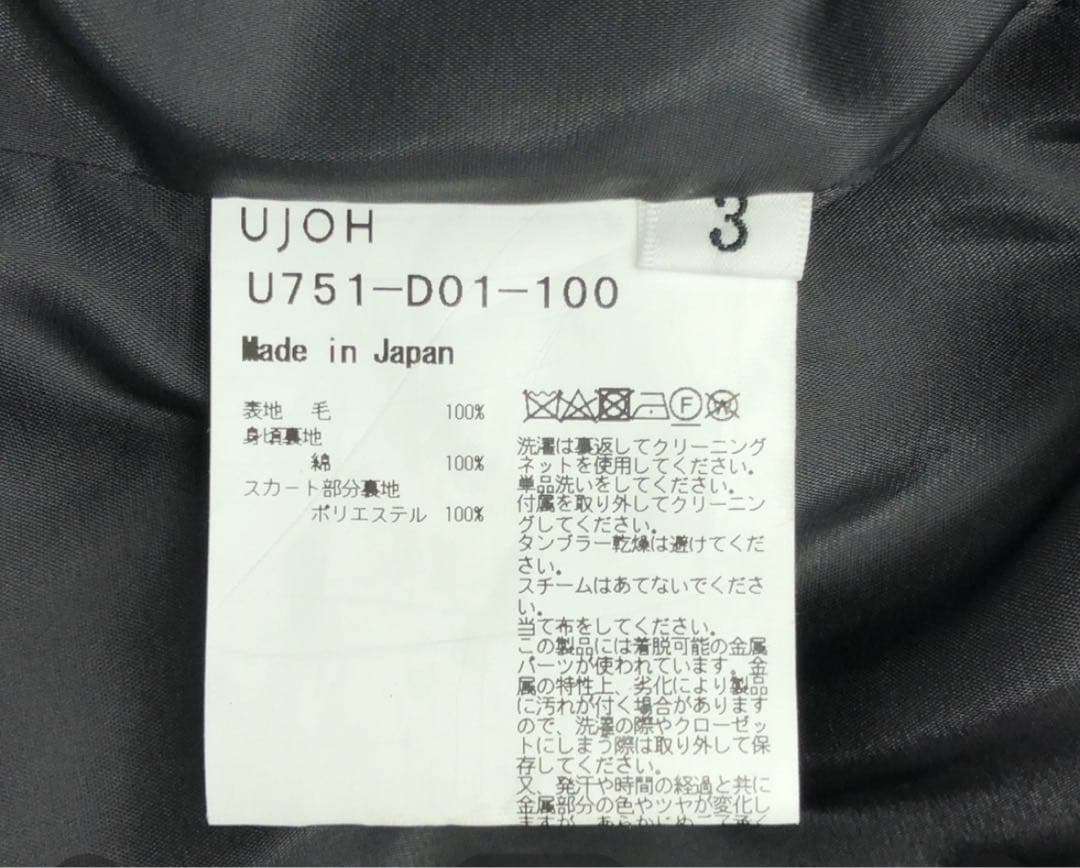 UJOH
3
U751-D01-100
Made in Japan
表地 毛 100%
身頃裏地
綿 100%
スカート部分裏地
ポリエステル 100%
F
W
洗濯は裏返してクリーニング
ネットを使用してください。
単品洗いをしてください。
付属を取り外してクリーニン
グしてください。
タンブラー乾燥は避けてくだ
さい。
スチームはあてないでくださ
い。
当て布をしてください。
この製品には着脱可能の金属
パーツが使われています。金
属の特性上、劣化により製品
に汚れが付く場合があります
ので、洗濯の際やクローゼッ
トにしまう際は取り外して保
存してください。
又、発汗や時間の経過と共に
金属部分の色やツヤが変化し
ますが、あらかじめご了承く